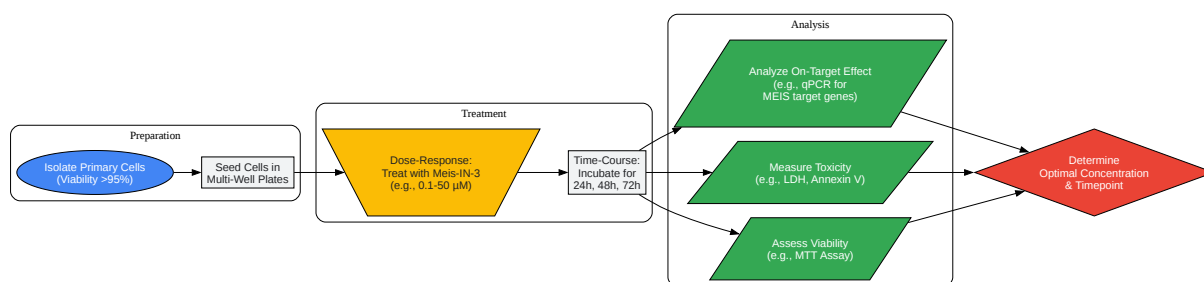 Preparation
Isolate Primary Cells
(Viability >95%)
Seed Cells in
Multi-Well Plates
Treatment
Dose-Response:
Treat with Meis-IN-3
(e.g., 0.1-50 µM)
Time-Course:
Incubate for
24h, 48h, 72h
Analysis
Analyze On-Target Effect
(e.g., qPCR for
MEIS target genes)
Measure Toxicity
(e.g., LDH, Annexin V)
Assess Viability
(e.g., MTT Assay)
Determine
Optimal Concentration
& Timepoint